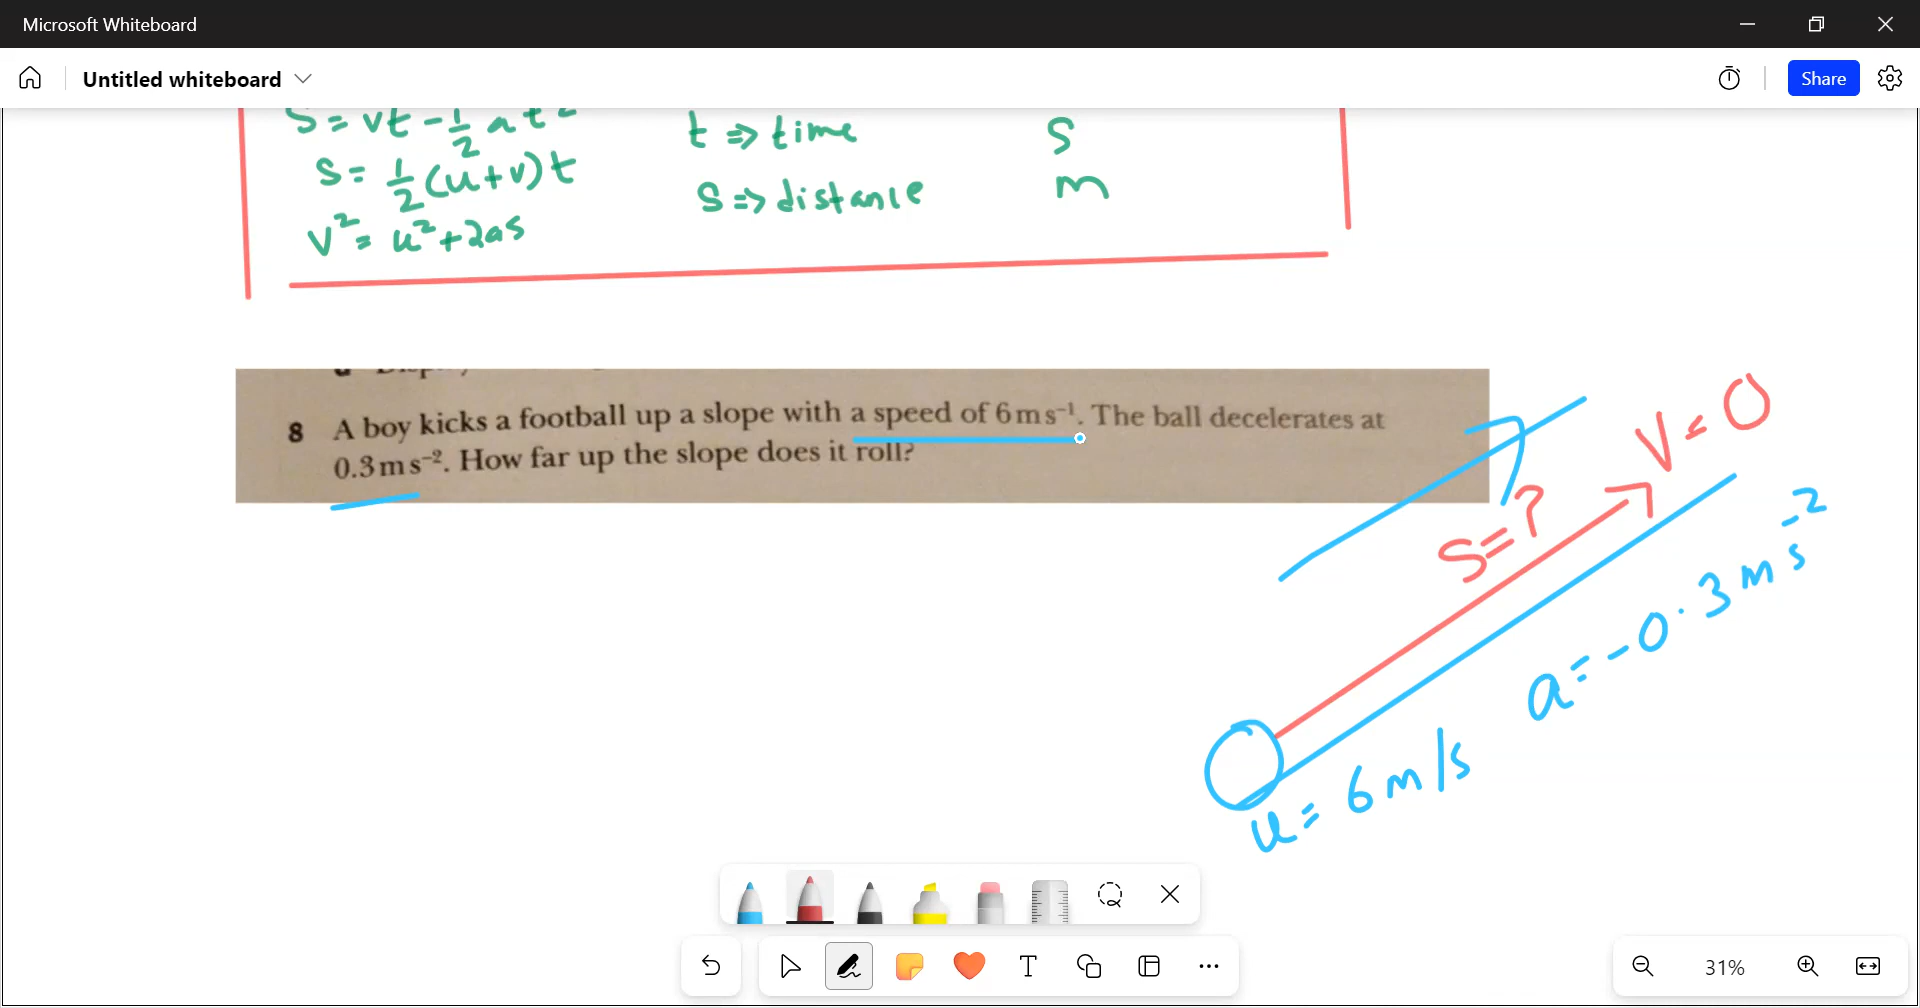 Microsoft Whiteboard
Untitled whiteboard
Share
S = vt - 1/2 at²
t => time
S
S = 1/2 (u+v) t
S => distance
m
v² = u² + 2as
8 A boy kicks a football up a slope with a speed of 6 m s⁻¹. The ball decelerates at
0.3 m s⁻². How far up the slope does it roll?
V = 0
S = ?
a = -0.3 m s⁻²
u = 6 m/s
31%